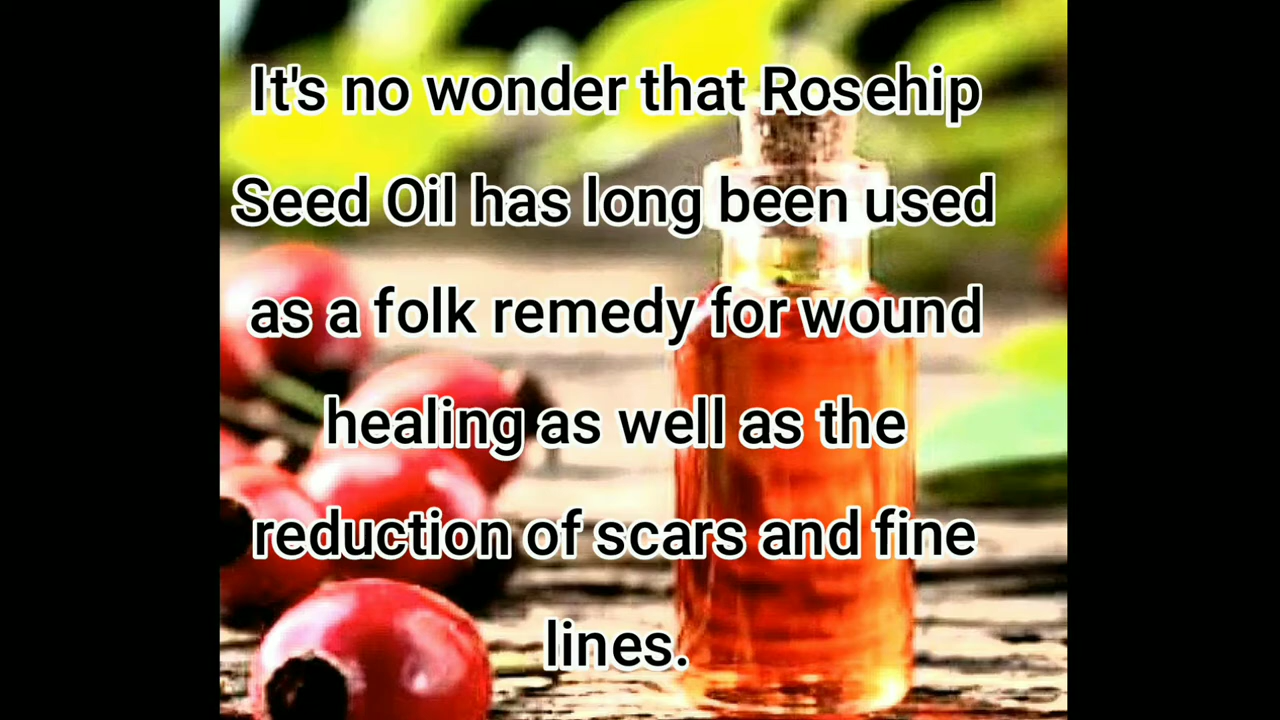 It's no wonder that Rosehip
Seed Oil has long been used
as a folk remedy for wound
healing as well as the
reduction of scars and fine
lines.